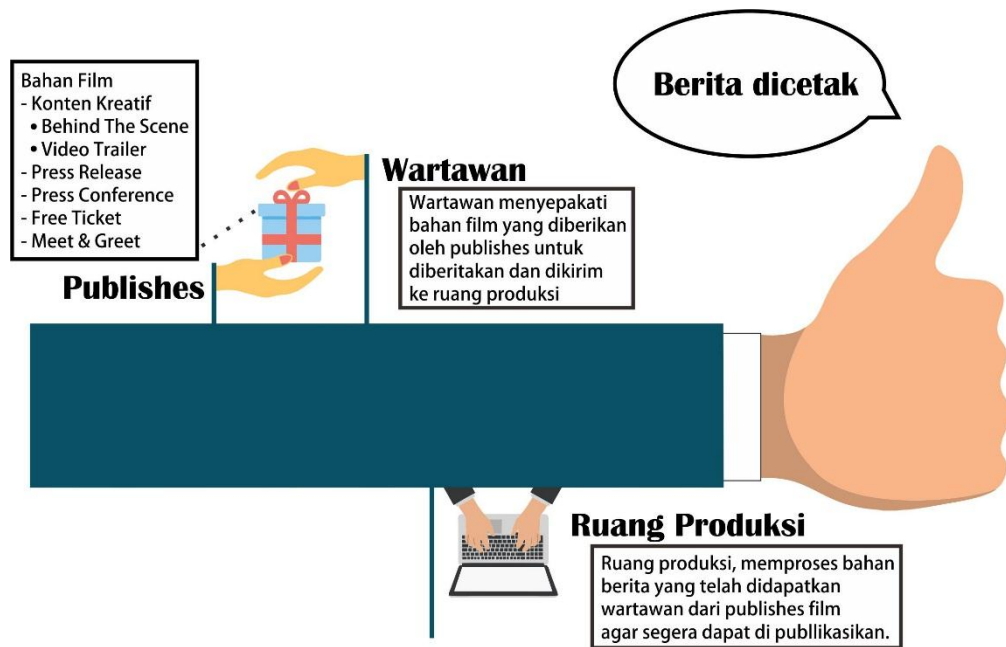 Bahan Film
- Konten Kreatif
• Behind The Scene
• Video Trailer
- Press Release
- Press Conference
- Free Ticket
- Meet & Greet
Publishes
Wartawan
Wartawan menyepakati
bahan film yang diberikan
oleh publishes untuk
diberitakan dan dikirim
ke ruang produksi
Berita dicetak
Ruang Produksi
Ruang produksi, memproses bahan
berita yang telah didapatkan
wartawan dari publishes film
agar segera dapat di publlikasikan.